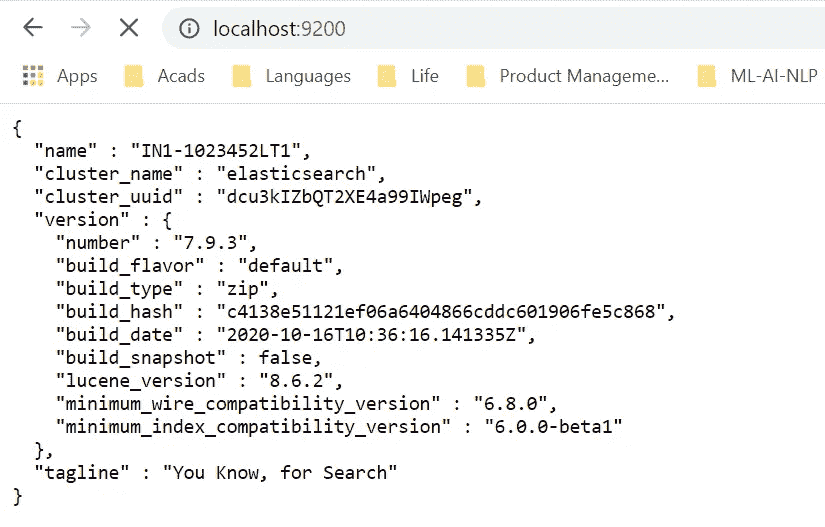 localhost:9200
Apps Acads Languages Life Product Manageme... ML-AI-NLP
{
"name" : "IN1-1023452LT1",
"cluster_name" : "elasticsearch",
"cluster_uuid" : "dcu3kIZbQT2XE4a99IWpeg",
"version" : {
"number" : "7.9.3",
"build_flavor" : "default",
"build_type" : "zip",
"build_hash" : "c4138e51121ef06a6404866cddc601906fe5c868",
"build_date" : "2020-10-16T10:36:16.141335Z",
"build_snapshot" : false,
"lucene_version" : "8.6.2",
"minimum_wire_compatibility_version" : "6.8.0",
"minimum_index_compatibility_version" : "6.0.0-beta1"
},
"tagline" : "You Know, for Search"
}